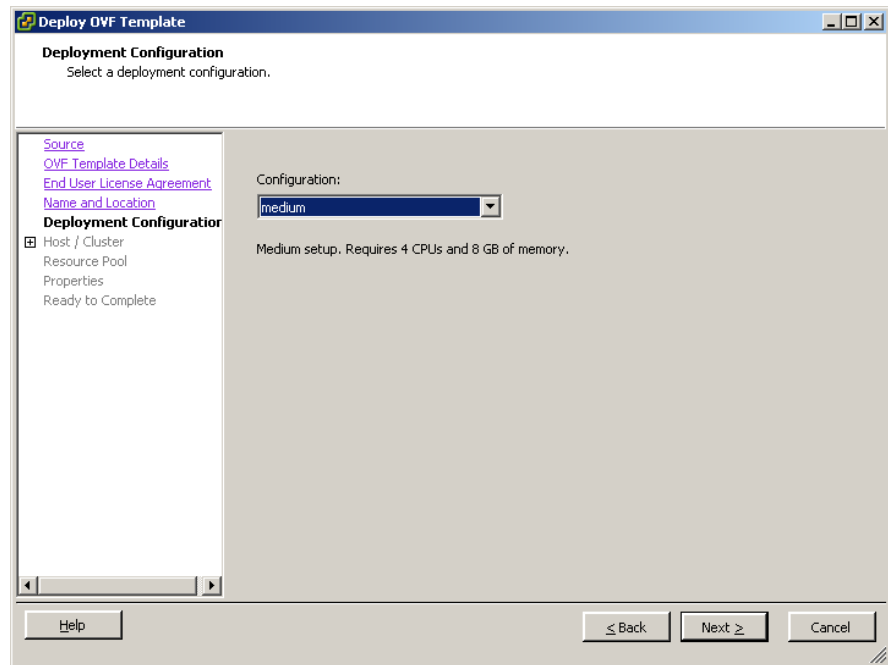 Deploy OVF Template
Deployment Configuration
Select a deployment configuration.
Source
OVF Template Details
End User License Agreement
Name and Location
Deployment Configuration
Host / Cluster
Resource Pool
Properties
Ready to Complete
Configuration:
medium
Medium setup. Requires 4 CPUs and 8 GB of memory.
Help
≤ Back
Next ≥
Cancel